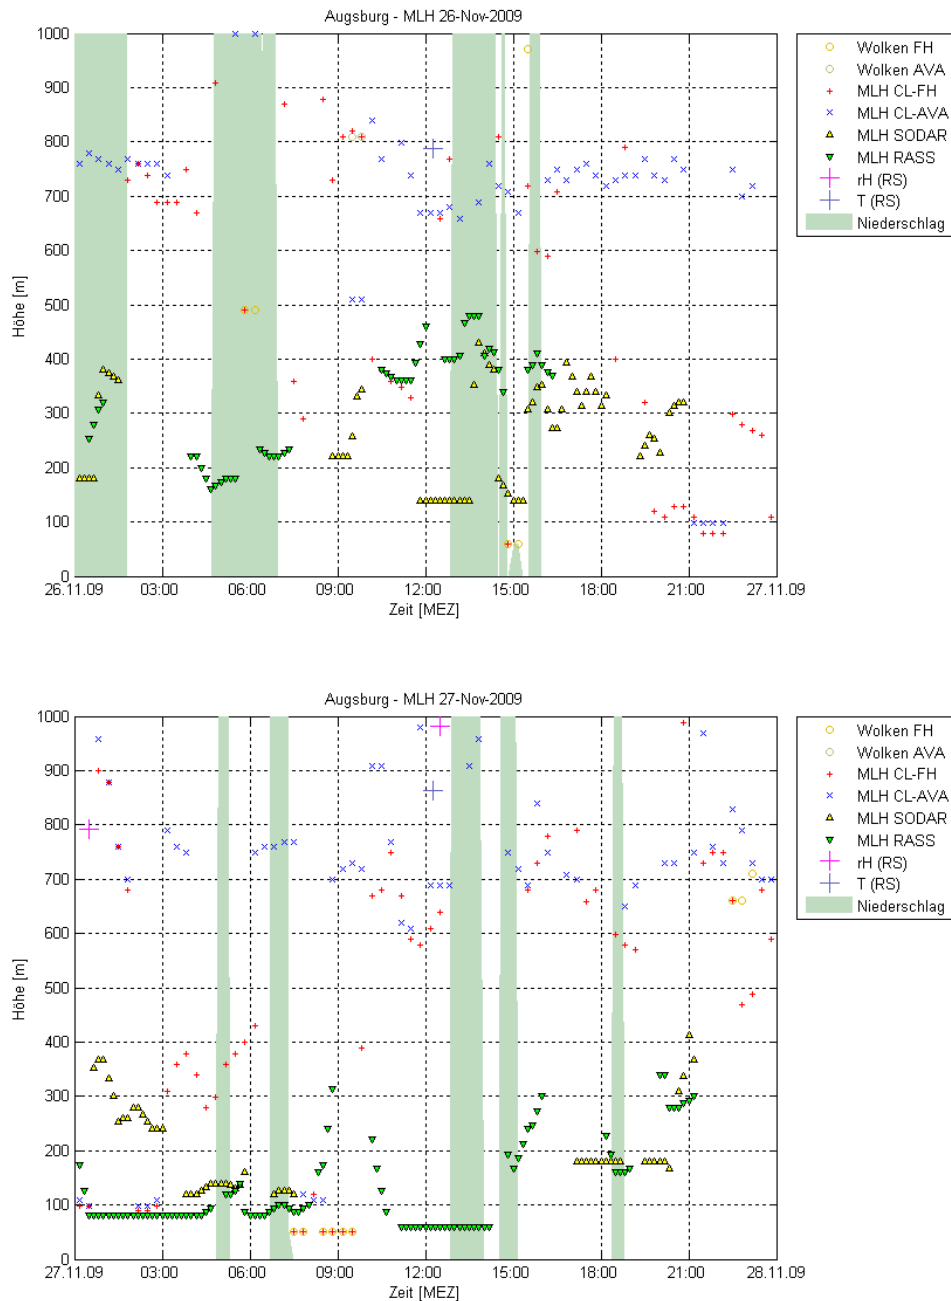 Augsburg - MLH 26-Nov-2009
1000
900
800
700
600
500
400
300
200
100
0
Höhe [m]
26.11.09 03:00 06:00 09:00 12:00 15:00 18:00 21:00 27.11.09
Zeit [MEZ]
Wolken FH
Wolken AVA
MLH CL-FH
MLH CL-AVA
MLH SODAR
MLH RASS
rH (RS)
T (RS)
Niederschlag
Augsburg - MLH 27-Nov-2009
1000
900
800
700
600
500
400
300
200
100
0
Höhe [m]
27.11.09 03:00 06:00 09:00 12:00 15:00 18:00 21:00 28.11.09
Zeit [MEZ]
Wolken FH
Wolken AVA
MLH CL-FH
MLH CL-AVA
MLH SODAR
MLH RASS
rH (RS)
T (RS)
Niederschlag